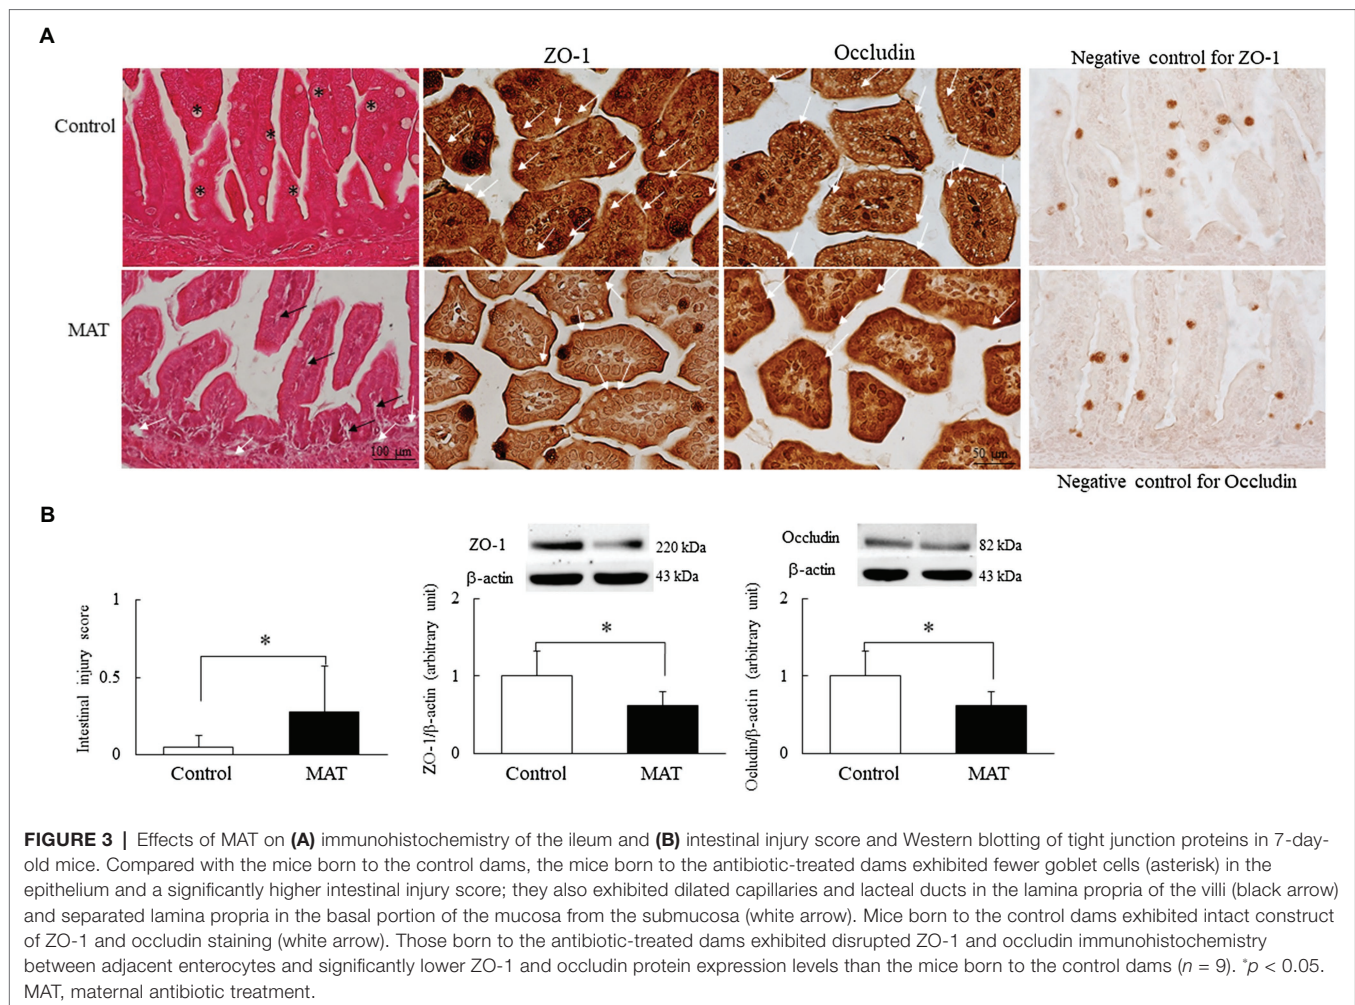 A
ZO-1
Occludin
Negative control for ZO-1
Control
MAT
100 μm
50 μm
Negative control for Occludin
B
ZO-1
220 kDa
β-actin
43 kDa
Occludin
82 kDa
β-actin
43 kDa
Intestinal injury score
1
0.5
0
*
Control
MAT
ZO-1/β-actin (arbitrary unit)
2
1
0
*
Control
MAT
Ocludin/β-actin (arbitrary unit)
2
1
0
*
Control
MAT
FIGURE 3 | Effects of MAT on (A) immunohistochemistry of the ileum and (B) intestinal injury score and Western blotting of tight junction proteins in 7-day-
old mice. Compared with the mice born to the control dams, the mice born to the antibiotic-treated dams exhibited fewer goblet cells (asterisk) in the
epithelium and a significantly higher intestinal injury score; they also exhibited dilated capillaries and lacteal ducts in the lamina propria of the villi (black arrow)
and separated lamina propria in the basal portion of the mucosa from the submucosa (white arrow). Mice born to the control dams exhibited intact construct
of ZO-1 and occludin staining (white arrow). Those born to the antibiotic-treated dams exhibited disrupted ZO-1 and occludin immunohistochemistry
between adjacent enterocytes and significantly lower ZO-1 and occludin protein expression levels than the mice born to the control dams (n = 9). *p < 0.05.
MAT, maternal antibiotic treatment.